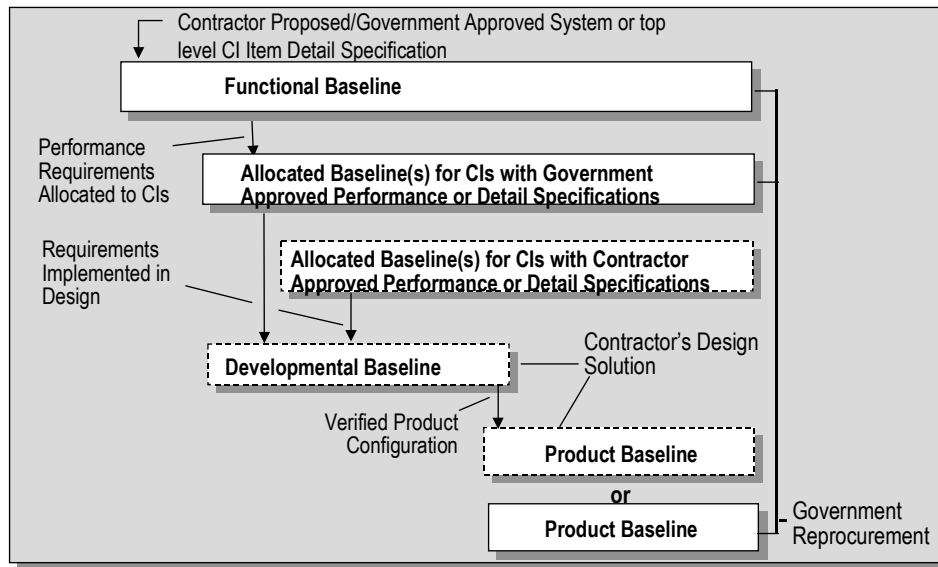 Contractor Proposed/Government Approved System or top
level CI Item Detail Specification
Functional Baseline
Performance
Requirements
Allocated to CIs
Allocated Baseline(s) for CIs with Government
Approved Performance or Detail Specifications
Requirements
Implemented in
Design
Allocated Baseline(s) for CIs with Contractor
Approved Performance or Detail Specifications
Contractor’s Design
Solution
Developmental Baseline
Verified Product
Configuration
Product Baseline
or
Product Baseline
Government
Reprocurement